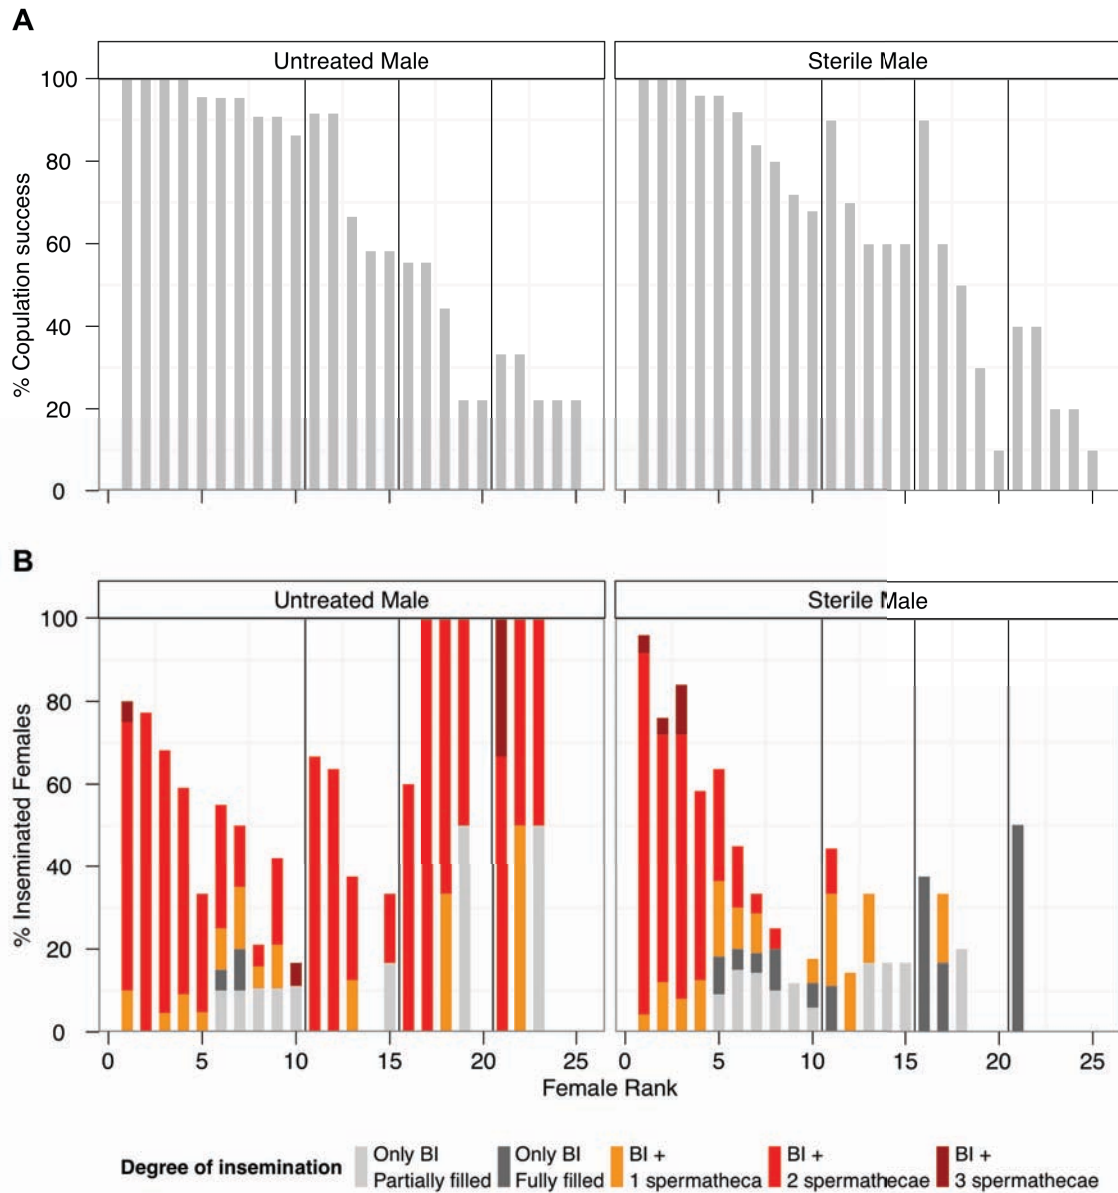 A
Untreated Male
Sterile Male
% Copulation success
100
80
60
40
20
0
B
Untreated Male
Sterile Male
% Inseminated Females
100
80
60
40
20
0
0 5 10 15 20 25
0 5 10 15 20 25
Female Rank
Degree of insemination
Only BI
Partially filled
Only BI
Fully filled
BI +
1 spermatheca
BI +
2 spermathecae
BI +
3 spermathecae